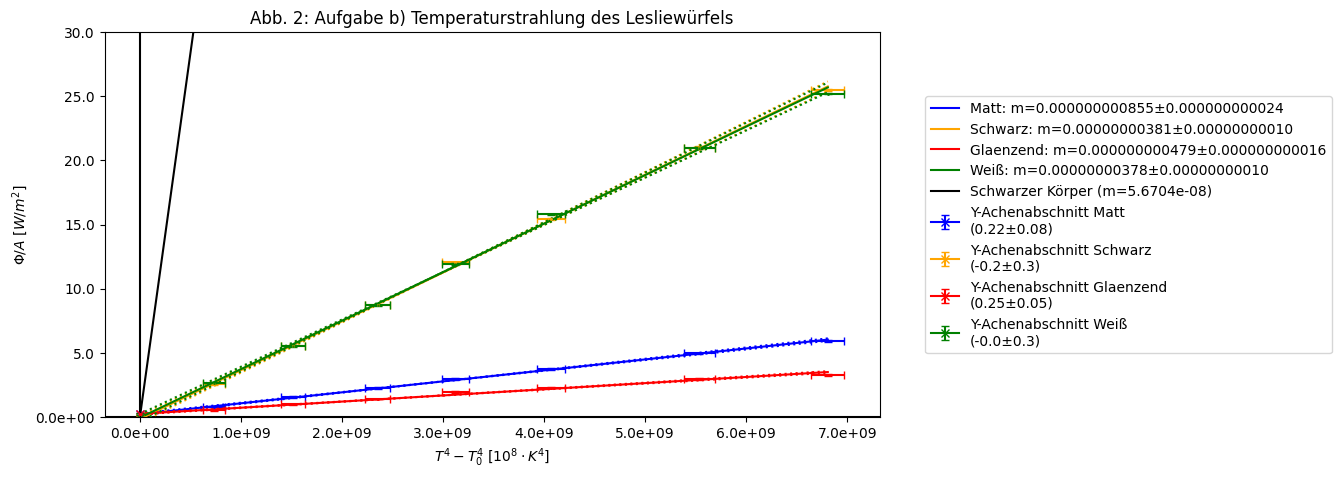 Abb. 2: Aufgabe b) Temperaturstrahlung des Lesliewürfels
30.0
25.0
20.0
15.0
10.0
5.0
0.0e+00
Φ/A [W/m²]
0.0e+00 1.0e+09 2.0e+09 3.0e+09 4.0e+09 5.0e+09 6.0e+09 7.0e+09
T⁴ − T₀⁴ [10⁸ · K⁴]
Matt: m=0.000000000855±0.000000000024
Schwarz: m=0.00000000381±0.00000000010
Glaenzend: m=0.000000000479±0.000000000016
Weiß: m=0.00000000378±0.00000000010
Schwarzer Körper (m=5.6704e-08)
Y-Achenabschnitt Matt
(0.22±0.08)
Y-Achenabschnitt Schwarz
(-0.2±0.3)
Y-Achenabschnitt Glaenzend
(0.25±0.05)
Y-Achenabschnitt Weiß
(-0.0±0.3)